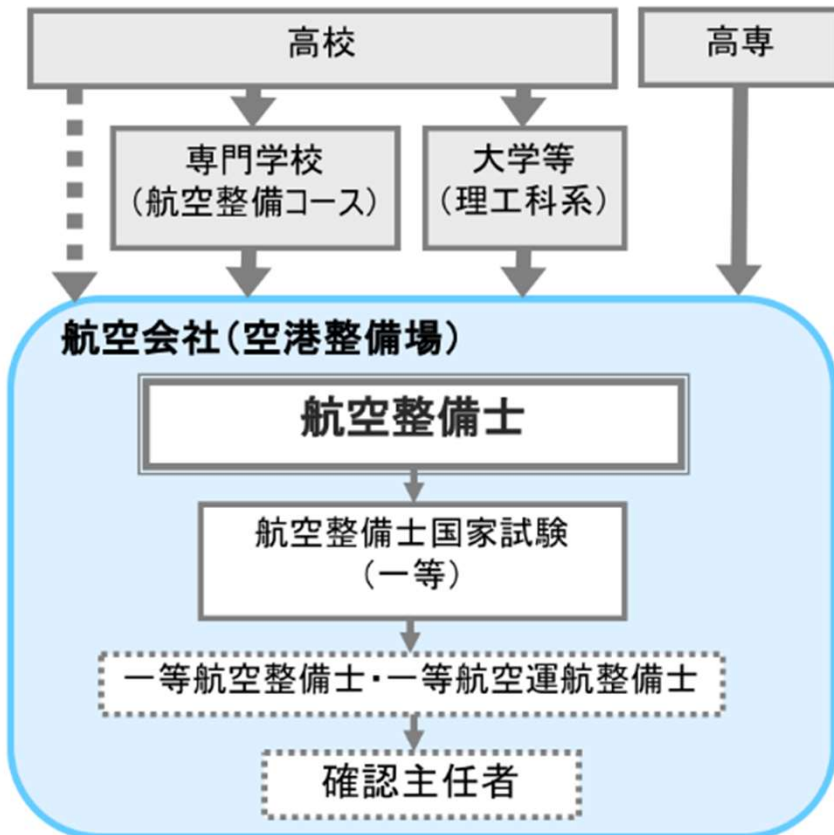 高校
高専
専門学校
(航空整備コース)
大学等
(理工科系)
航空会社(空港整備場)
航空整備士
航空整備士国家試験
(一等)
一等航空整備士・一等航空運航整備士
確認主任者